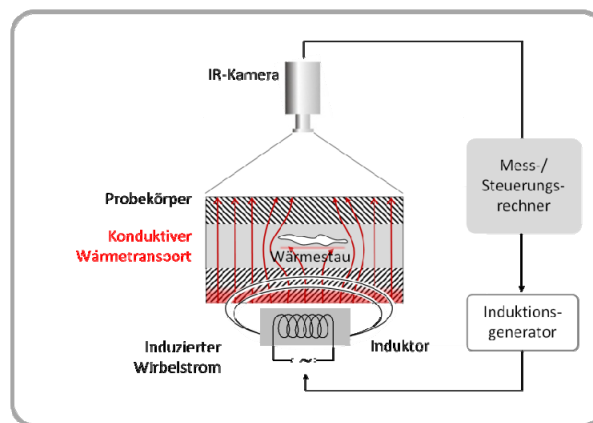 IR-Kamera
Mess-/
Steuerungs-
rechner
Probekörper
Konduktiver
Wärmetransport
Wärmestau
Induktions-
generator
Induktor
Induzierter
Wirbelstrom
~